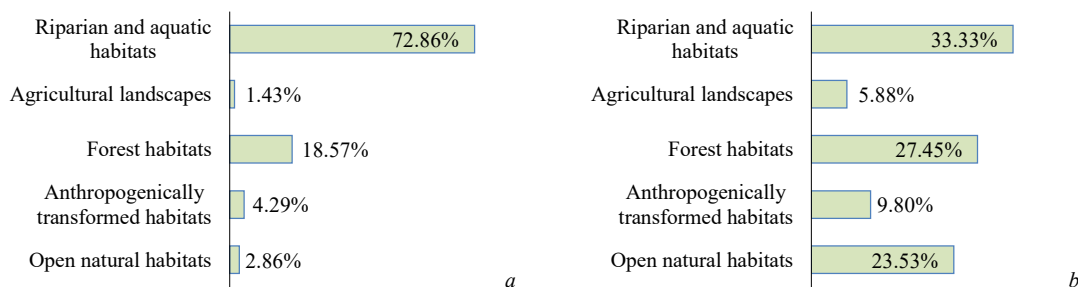 Riparian and aquatic
habitats
72.86%
Agricultural landscapes
1.43%
Forest habitats
18.57%
Anthropogenically
transformed habitats
4.29%
Open natural habitats
2.86%
a
Riparian and aquatic
habitats
33.33%
Agricultural landscapes
5.88%
Forest habitats
27.45%
Anthropogenically
transformed habitats
9.80%
Open natural habitats
23.53%
b